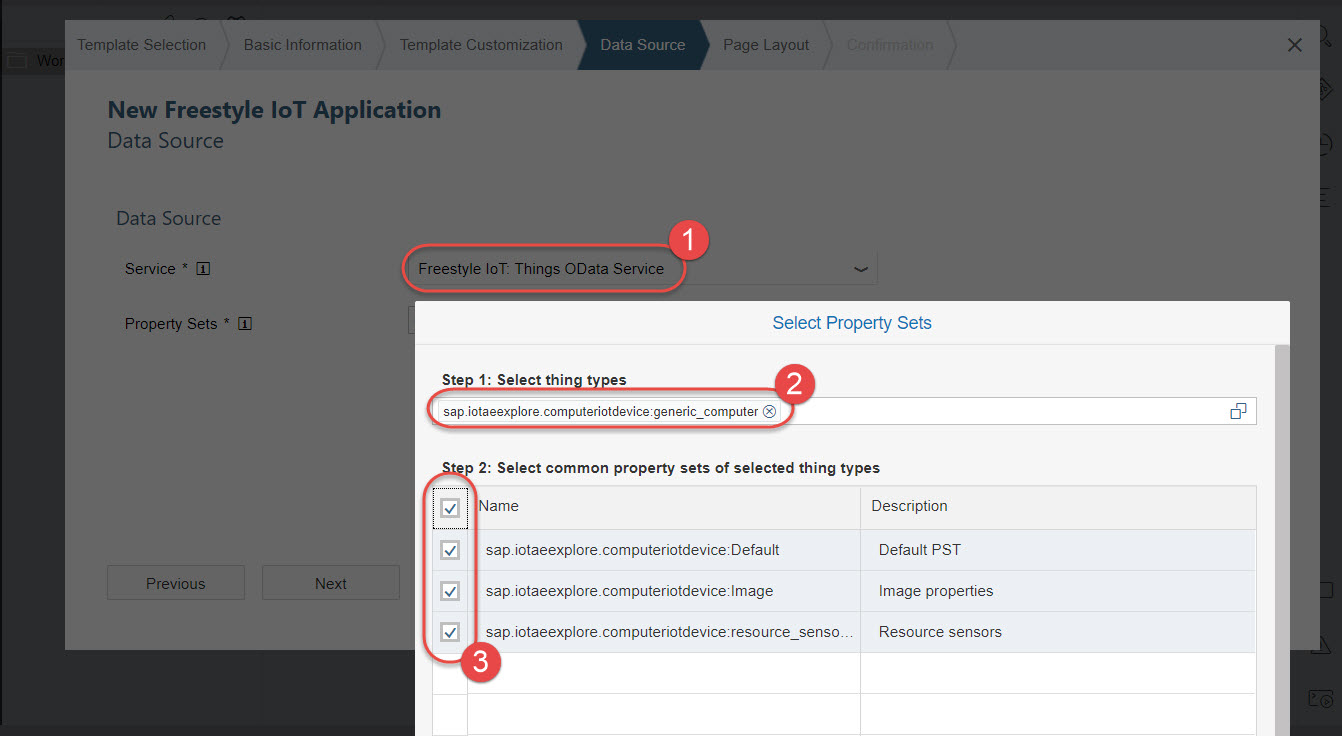 Template Selection
Basic Information
Template Customization
Data Source
Page Layout
Confirmation
Wor
New Freestyle IoT Application
Data Source
Data Source
1
Service *
Freestyle IoT: Things OData Service
Property Sets *
Select Property Sets
Step 1: Select thing types
2
sap.iotaeexplore.computeriotdevice:generic_computer
Step 2: Select common property sets of selected thing types
Name
Description
sap.iotaeexplore.computeriotdevice:Default
Default PST
sap.iotaeexplore.computeriotdevice:Image
Image properties
sap.iotaeexplore.computeriotdevice:resource_senso...
Resource sensors
3
Previous
Next